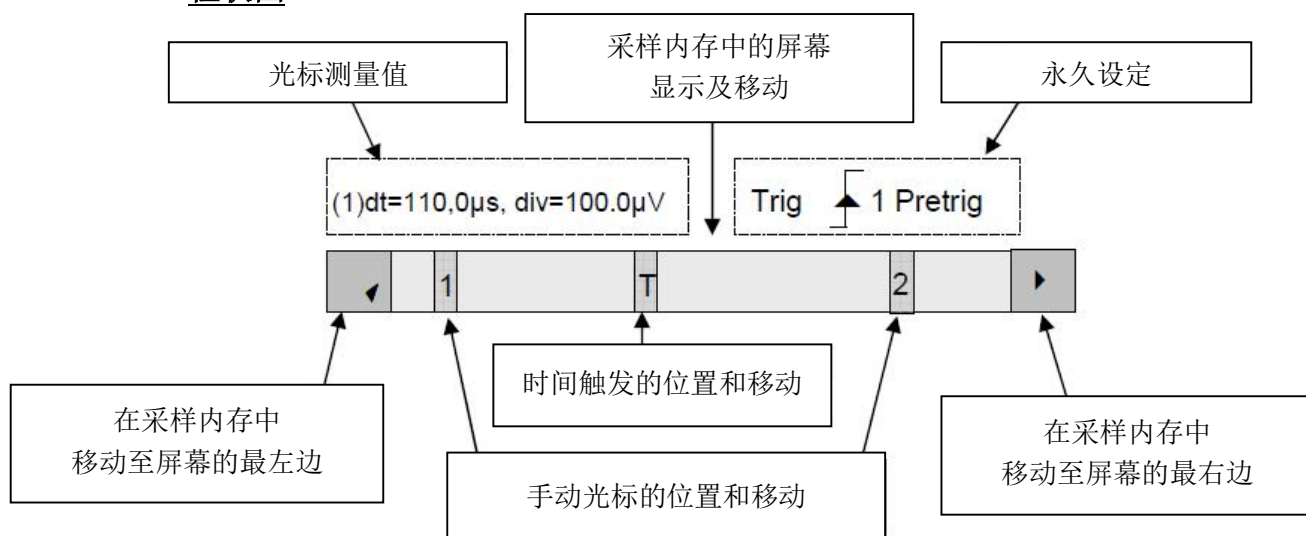 光标测量值
采样内存中的屏幕
显示及移动
永久设定
(1)dt=110,0µs, div=100.0µV
Trig 1 Pretrig
1
T
2
时间触发的位置和移动
在采样内存中
移动至屏幕的最左边
手动光标的位置和移动
在采样内存中
移动至屏幕的最右边